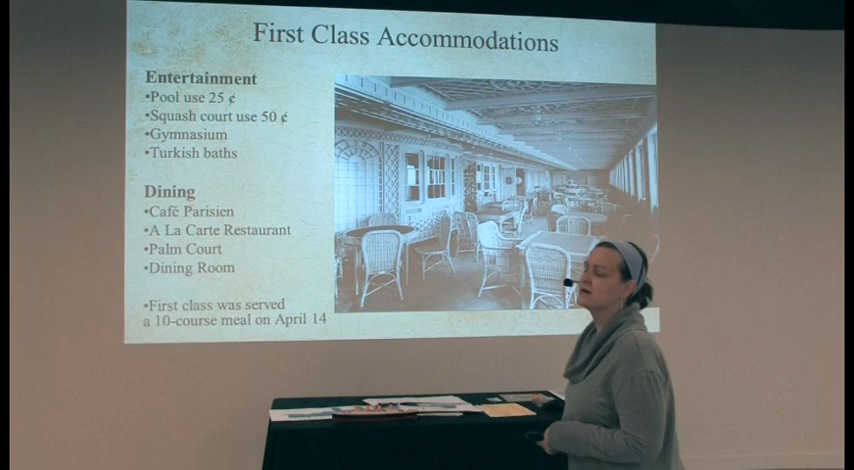 First Class Accommodations
Entertainment
•Pool use 25 ¢
•Squash court use 50 ¢
•Gymnasium
•Turkish baths
Dining
•Café Parisien
•A La Carte Restaurant
•Palm Court
•Dining Room
•First class was served
a 10-course meal on April 14